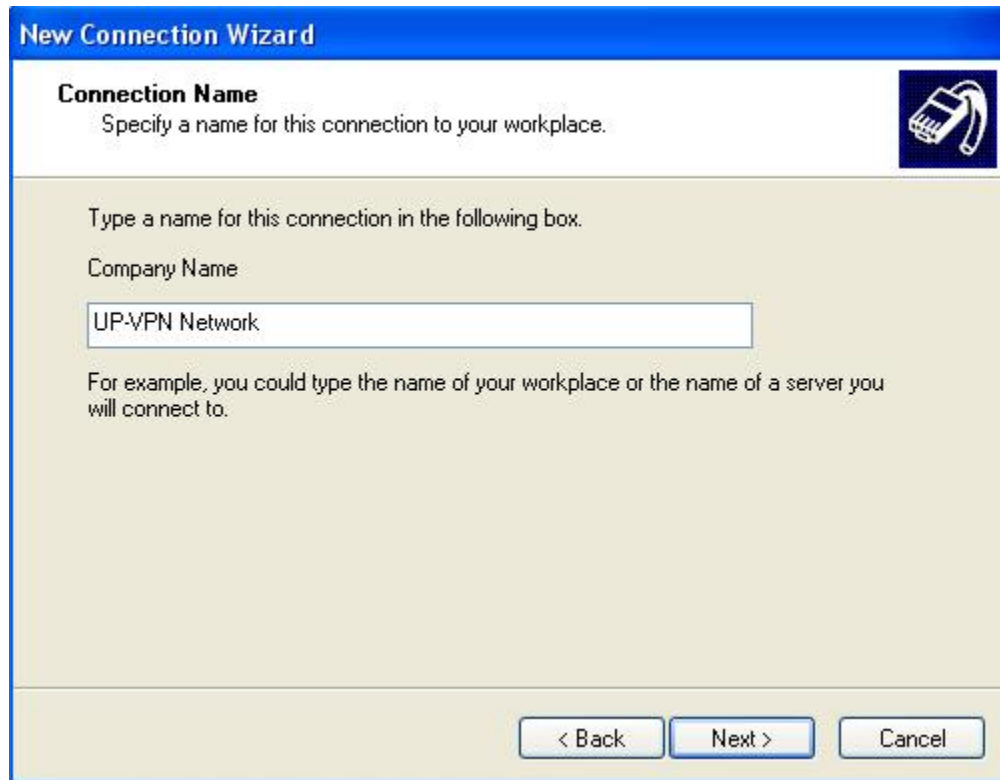 New Connection Wizard
Connection Name
Specify a name for this connection to your workplace.
Type a name for this connection in the following box.
Company Name
UP-VPN Network
For example, you could type the name of your workplace or the name of a server you
will connect to.
< Back
Next >
Cancel